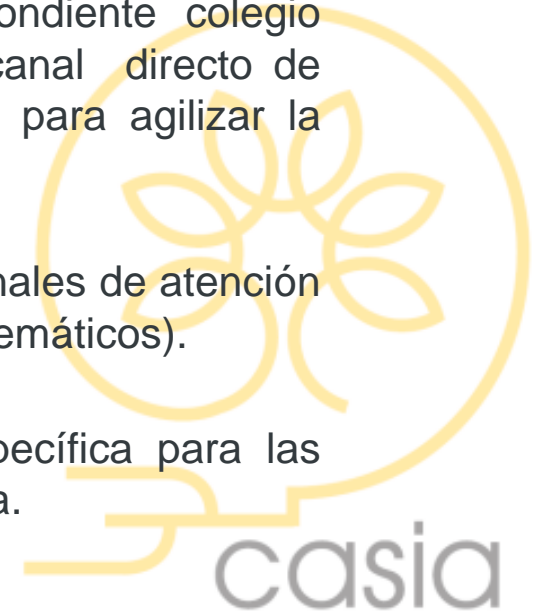 ondiente colegio
canal directo de
para agilizar la
nales de atención
emáticos).
pecífica para las
a.
casia